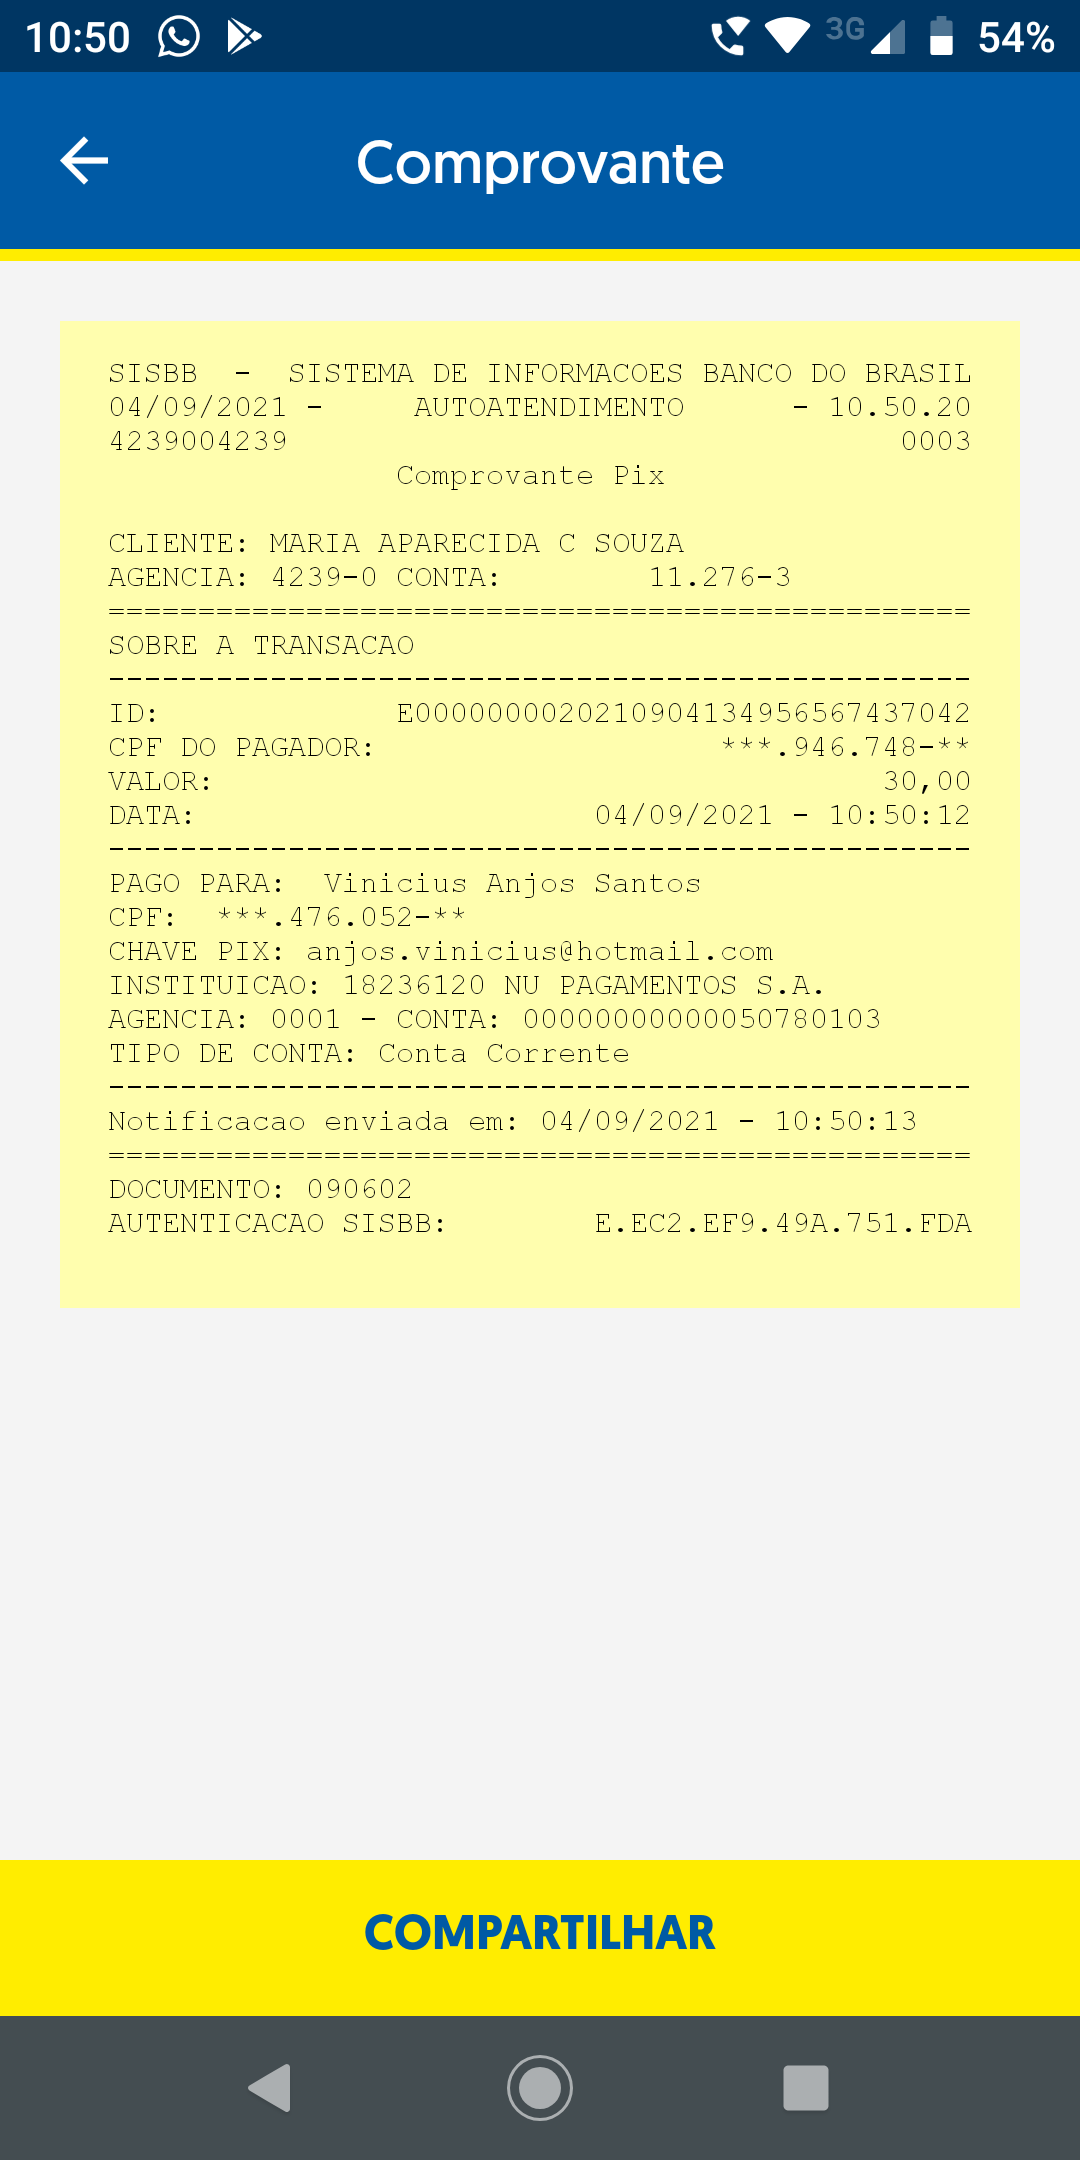 10:50 3G 54%
Comprovante
SISBB - SISTEMA DE INFORMACOES BANCO DO BRASIL
04/09/2021 - AUTOATENDIMENTO - 10.50.20
4239004239 0003
Comprovante Pix
CLIENTE: MARIA APARECIDA C SOUZA
AGENCIA: 4239-0 CONTA: 11.276-3
================================================
SOBRE A TRANSACAO
------------------------------------------------
ID: E0000000020210904134956567437042
CPF DO PAGADOR: ***.946.748-**
VALOR: 30,00
DATA: 04/09/2021 - 10:50:12
------------------------------------------------
PAGO PARA: Vinicius Anjos Santos
CPF: ***.476.052-**
CHAVE PIX: anjos.vinicius@hotmail.com
INSTITUICAO: 18236120 NU PAGAMENTOS S.A.
AGENCIA: 0001 - CONTA: 00000000000050780103
TIPO DE CONTA: Conta Corrente
------------------------------------------------
Notificacao enviada em: 04/09/2021 - 10:50:13
================================================
DOCUMENTO: 090602
AUTENTICACAO SISBB: E.EC2.EF9.49A.751.FDA
COMPARTILHAR